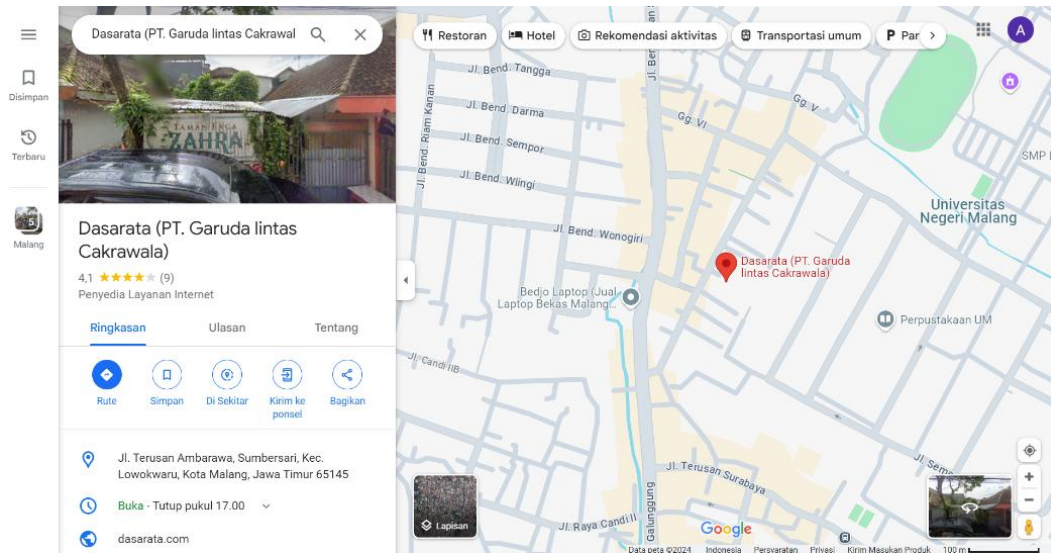 Dasarata (PT. Garuda lintas Cakrawal
Restoran
Hotel
Rekomendasi aktivitas
Transportasi umum
P Par
A
Disimpan
Terbaru
5
Malang
TAMAN BUNGA
ZAHRA
Dasarata (PT. Garuda lintas
Cakrawala)
4,1
(9)
Penyedia Layanan Internet
Ringkasan
Ulasan
Tentang
Rute
Simpan
Di Sekitar
Kirim ke
ponsel
Bagikan
Jl. Terusan Ambarawa, Sumbersari, Kec.
Lowokwaru, Kota Malang, Jawa Timur 65145
Buka · Tutup pukul 17.00
dasarata.com
Jl. Bend. Tangga
Jl. Bend. Darma
Jl. Bend. Sempor
Jl. Bend. Wlingi
Jl. Bend. Riam Kanan
Jl. Bend. Wonogiri
Gg. V
Gg. VI
SMP
Universitas
Negeri Malang
Dasarata (PT. Garuda
lintas Cakrawala)
Bedjo Laptop (Jual
Laptop Bekas Malang...
Perpustakaan UM
Jl. Candi IIB
Jl. Terusan Surabaya
Galunggung
Jl. Raya Candi II
Lapisan
Google
Data peta ©2024
Indonesia
Persyaratan
Privasi
Kirim Masukan Produk
100 m